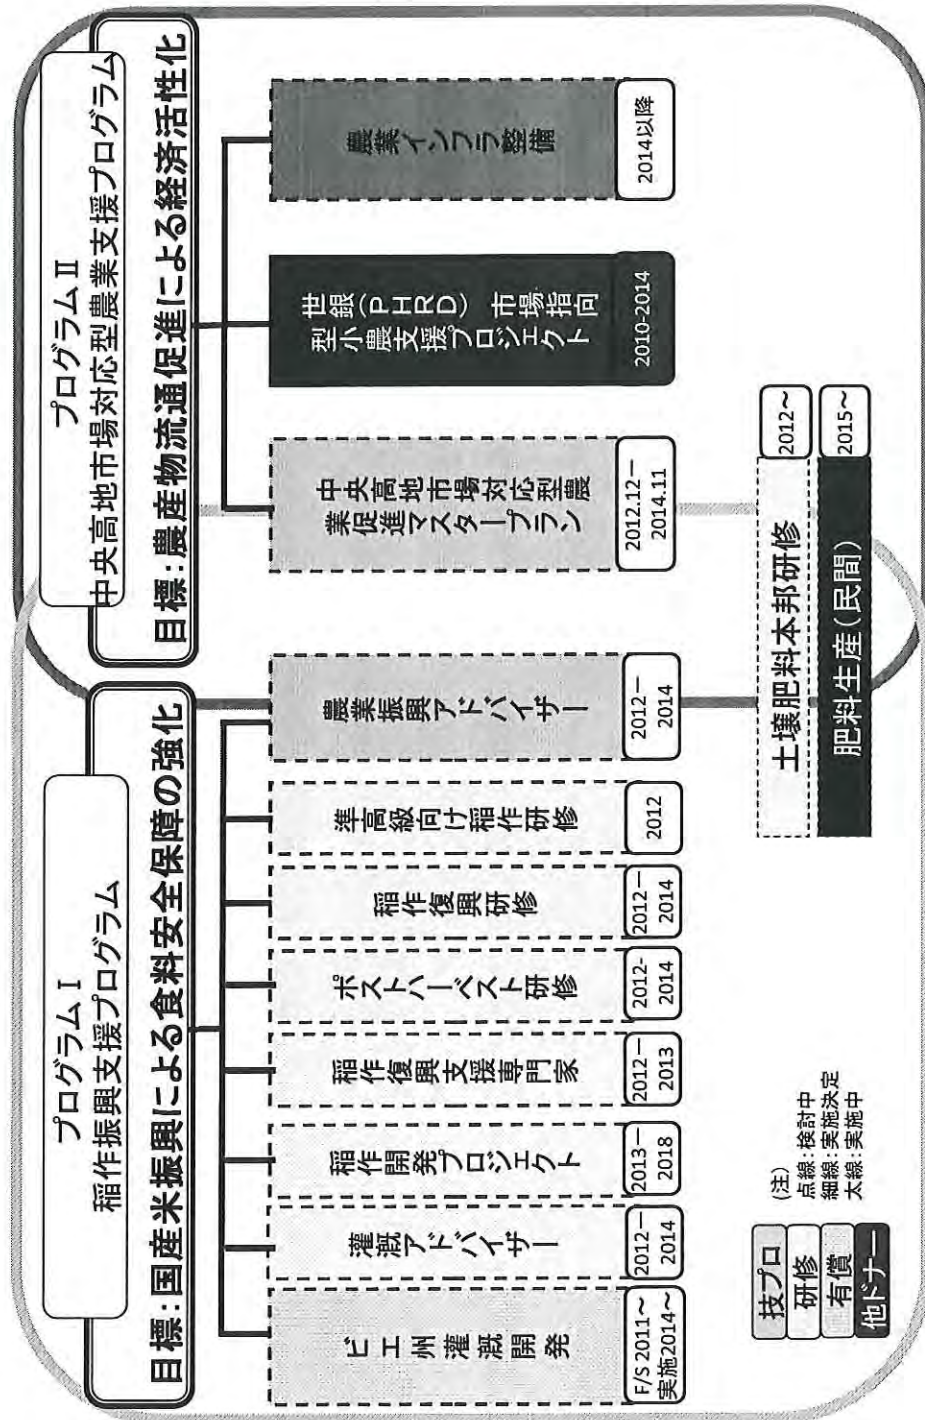 プログラムⅠ
稲作振興支援プログラム
目標：国産米振興による食料安全保障の強化
ビエ州灌漑開発
F/S 2011～
実施2014～
灌漑アドバイザー
2012―
2014
稲作開発プロジェクト
2013―
2018
稲作復興支援専門家
2012―
2013
ポストハーベスト研修
2012-
2014
稲作復興研修
2012―
2014
準高級向け稲作研修
2012
農業振興アドバイザー
2012―
2014
プログラムⅡ
中央高地市場対応型農業支援プログラム
目標：農産物流通促進による経済活性化
中央高地市場対応型農
業促進マスタープラン
2012.12―
2014.11
世銀（PHRD） 市場指向
型小農支援プロジェクト
2010-2014
農業インフラ整備
2014以降
土壌肥料本邦研修
2012～
肥料生産（民間）
2015～
技プロ
研修
有償
他ドナー
(注)
点線：検討中
細線：実施決定
太線：実施中